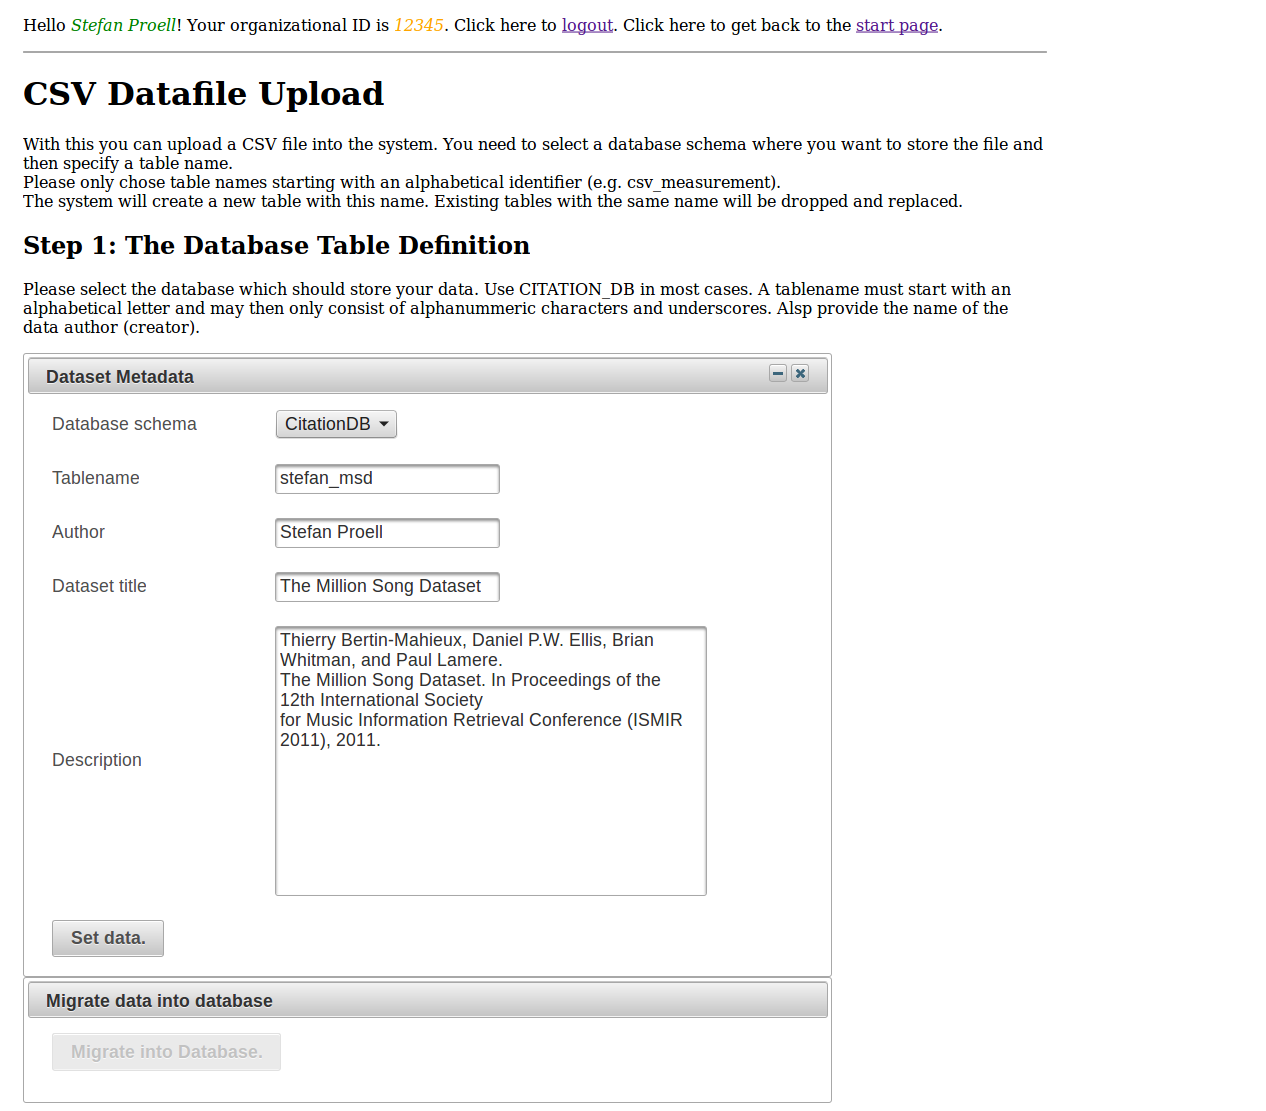 Hello Stefan Proell! Your organizational ID is 12345. Click here to logout. Click here to get back to the start page.
CSV Datafile Upload
With this you can upload a CSV file into the system. You need to select a database schema where you want to store the file and
then specify a table name.
Please only chose table names starting with an alphabetical identifier (e.g. csv_measurement).
The system will create a new table with this name. Existing tables with the same name will be dropped and replaced.
Step 1: The Database Table Definition
Please select the database which should store your data. Use CITATION_DB in most cases. A tablename must start with an
alphabetical letter and may then only consist of alphanummeric characters and underscores. Alsp provide the name of the
data author (creator).
Dataset Metadata
Database schema CitationDB
Tablename stefan_msd
Author Stefan Proell
Dataset title The Million Song Dataset
Thierry Bertin-Mahieux, Daniel P.W. Ellis, Brian
Whitman, and Paul Lamere.
The Million Song Dataset. In Proceedings of the
12th International Society
for Music Information Retrieval Conference (ISMIR
2011), 2011.
Description
Set data.
Migrate data into database
Migrate into Database.